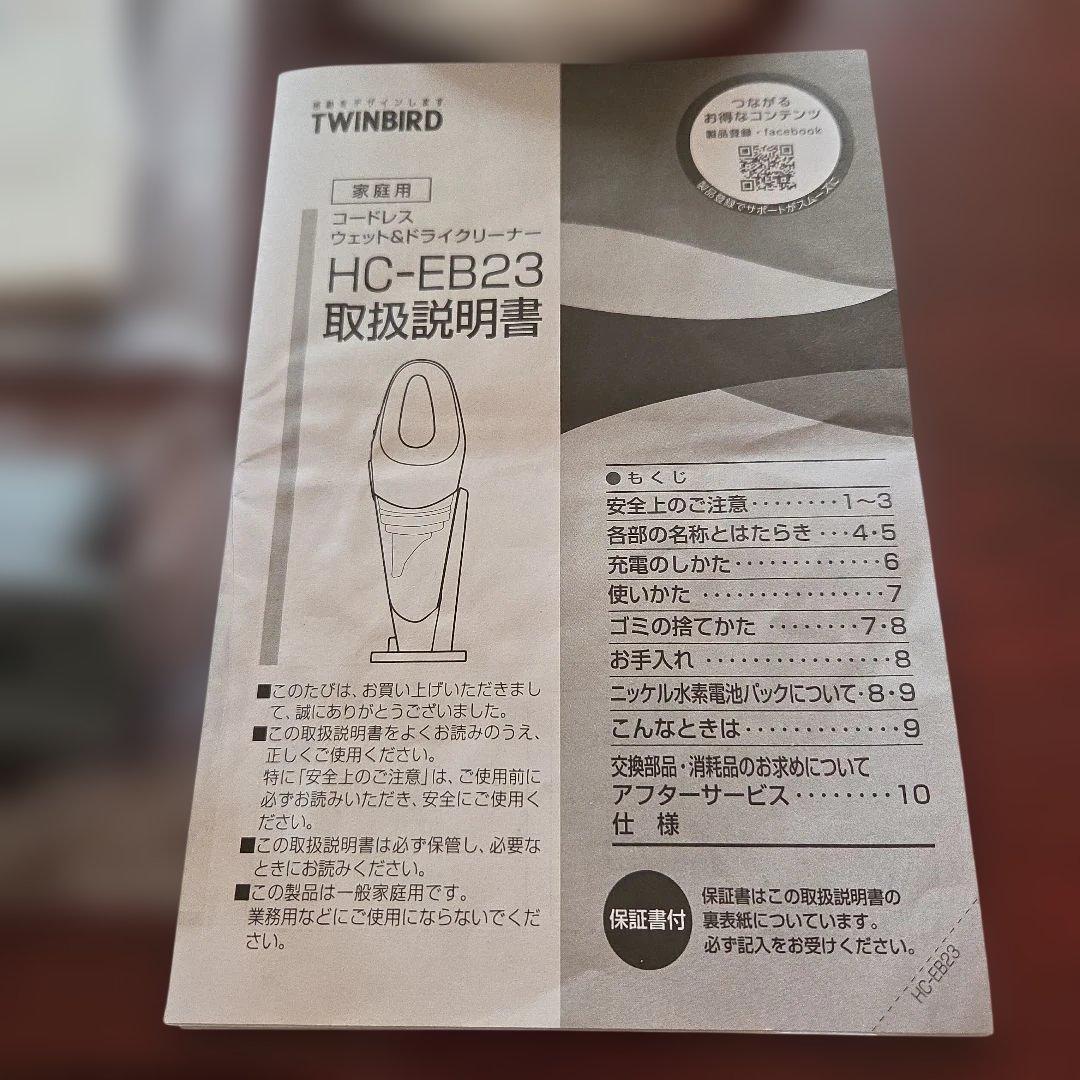 感動をデザインします
TWINBIRD
家庭用
コードレス
ウェット&ドライクリーナー
HC-EB23
取扱説明書
■このたびは、お買い上げいただきまし
て、誠にありがとうございました。
■この取扱説明書をよくお読みのうえ、
正しくご使用ください。
特に「安全上のご注意」は、ご使用前に
必ずお読みいただき、安全にご使用く
ださい。
■この取扱説明書は必ず保管し、必要な
ときにお読みください。
■この製品は一般家庭用です。
業務用などにご使用にならないでくだ
さい。
つながる
お得なコンテンツ
製品登録・facebook
製品登録でサポートがスムーズに
●もくじ
安全上のご注意‥‥‥‥1〜3
各部の名称とはたらき…4・5
充電のしかた‥‥‥‥‥‥6
使いかた‥‥‥‥‥‥‥‥7
ゴミの捨てかた‥‥‥‥7・8
お手入れ‥‥‥‥‥‥‥‥8
ニッケル水素電池パックについて・8・9
こんなときは‥‥‥‥‥‥9
交換部品・消耗品のお求めについて
アフターサービス‥‥‥‥10
仕 様
保証書付
保証書はこの取扱説明書の
裏表紙についています。
必ず記入をお受けください。
HC-EB23